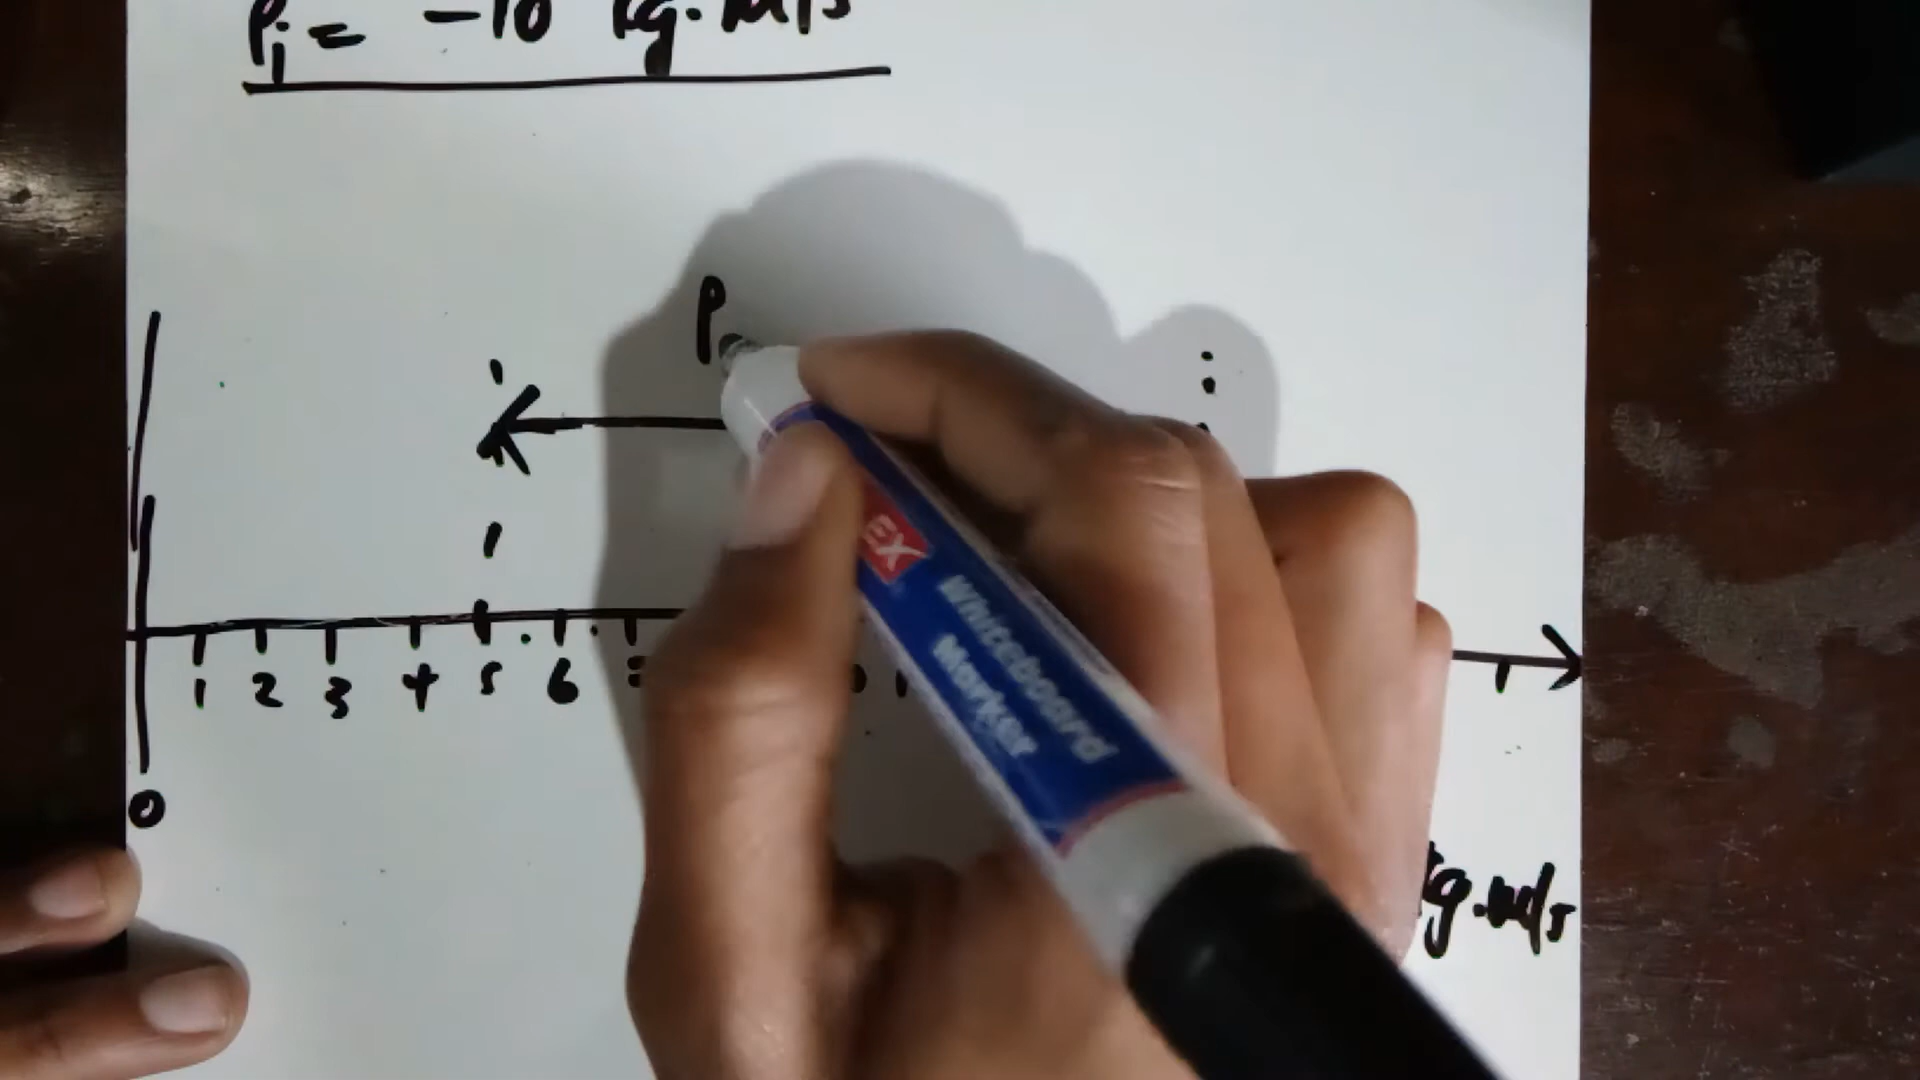 Pi = -10 kg.m/s
P
1 2 3 4 5 6
0
kg.m/s
EX
Whiteboard
Marker